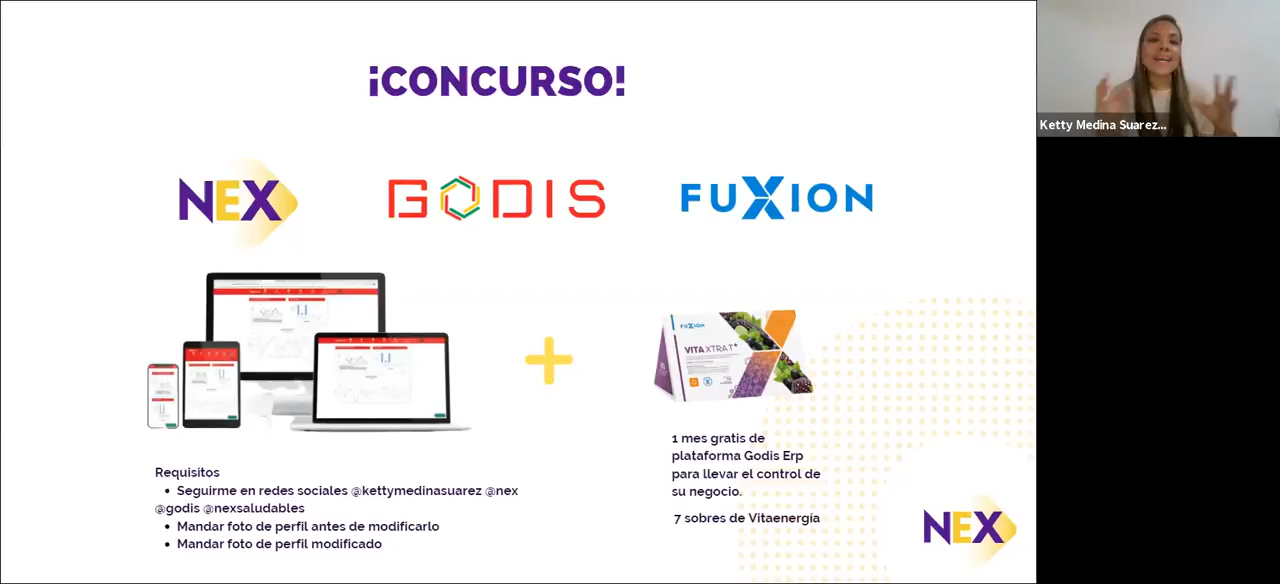 ¡CONCURSO!
NEX
GODIS
FUXION
FUXION
VITA XTRA T+
Requisitos
• Seguirme en redes sociales @kettymedinasuarez @nex
@godis @nexsaludables
• Mandar foto de perfil antes de modificarlo
• Mandar foto de perfil modificado
1 mes gratis de
plataforma Godis Erp
para llevar el control de
su negocio.
7 sobres de Vitaenergía
NEX
Ketty Medina Suarez...